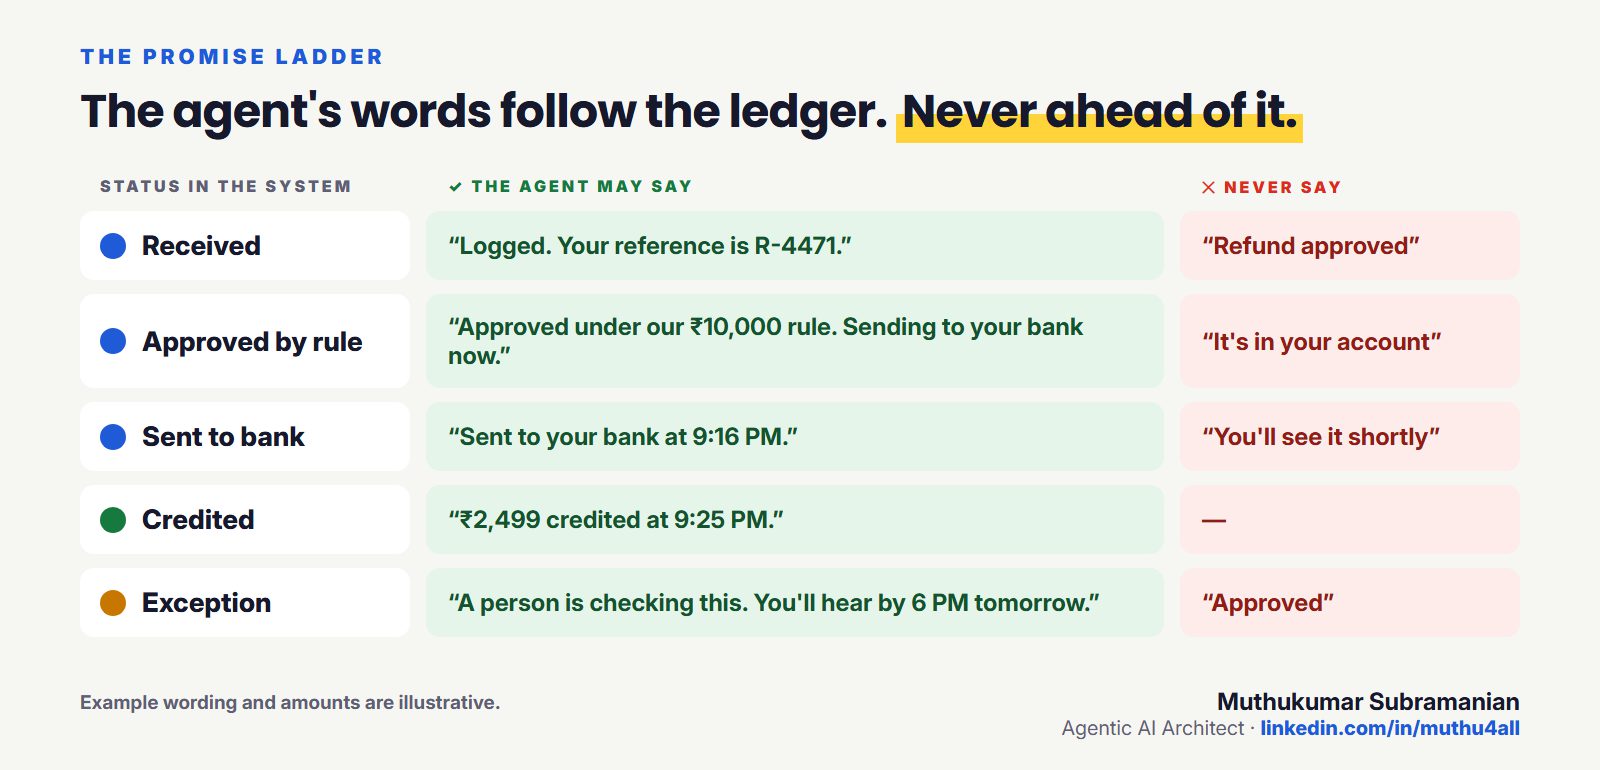 THE PROMISE LADDER
The agent's words follow the ledger. Never ahead of it.
STATUS IN THE SYSTEM
✓ THE AGENT MAY SAY
✕ NEVER SAY
Received
“Logged. Your reference is R-4471.”
“Refund approved”
Approved by rule
“Approved under our ₹10,000 rule. Sending to your bank
now.”
“It's in your account”
Sent to bank
“Sent to your bank at 9:16 PM.”
“You'll see it shortly”
Credited
“₹2,499 credited at 9:25 PM.”
—
Exception
“A person is checking this. You'll hear by 6 PM tomorrow.”
“Approved”
Example wording and amounts are illustrative.
Muthukumar Subramanian
Agentic AI Architect · linkedin.com/in/muthu4all